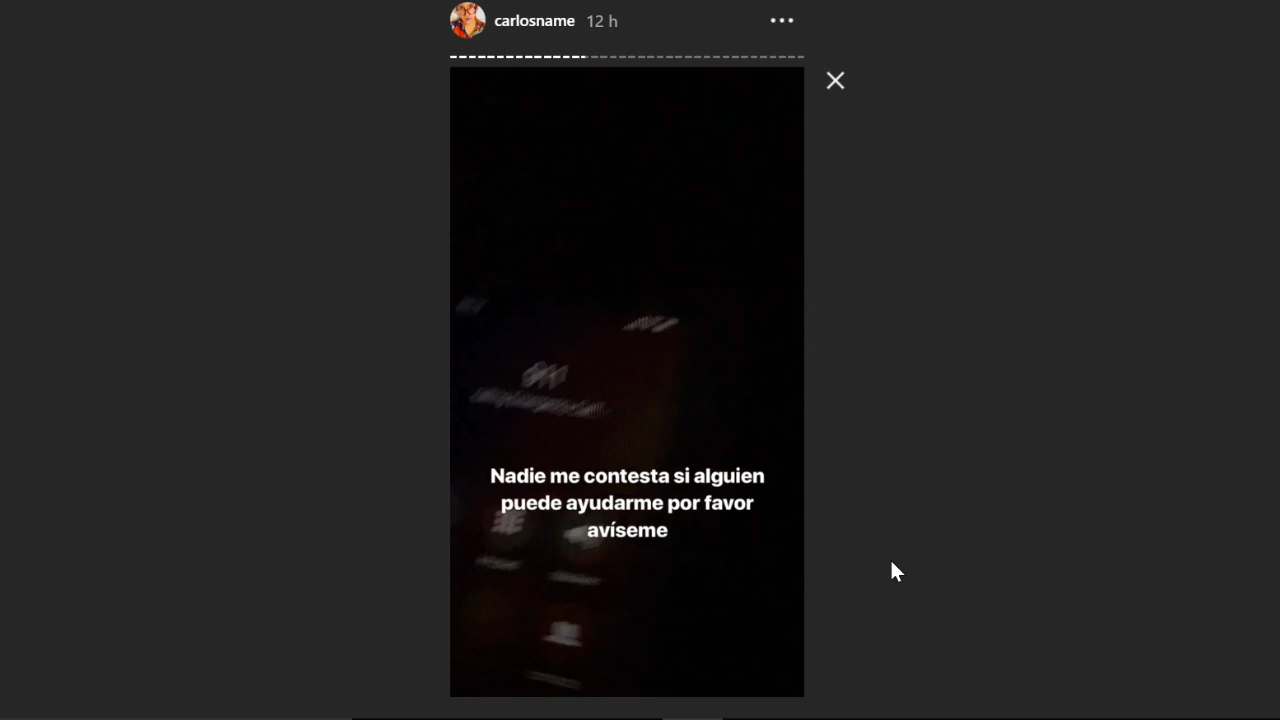 carlosname 12 h
Nadie me contesta si alguien
puede ayudarme por favor
avíseme